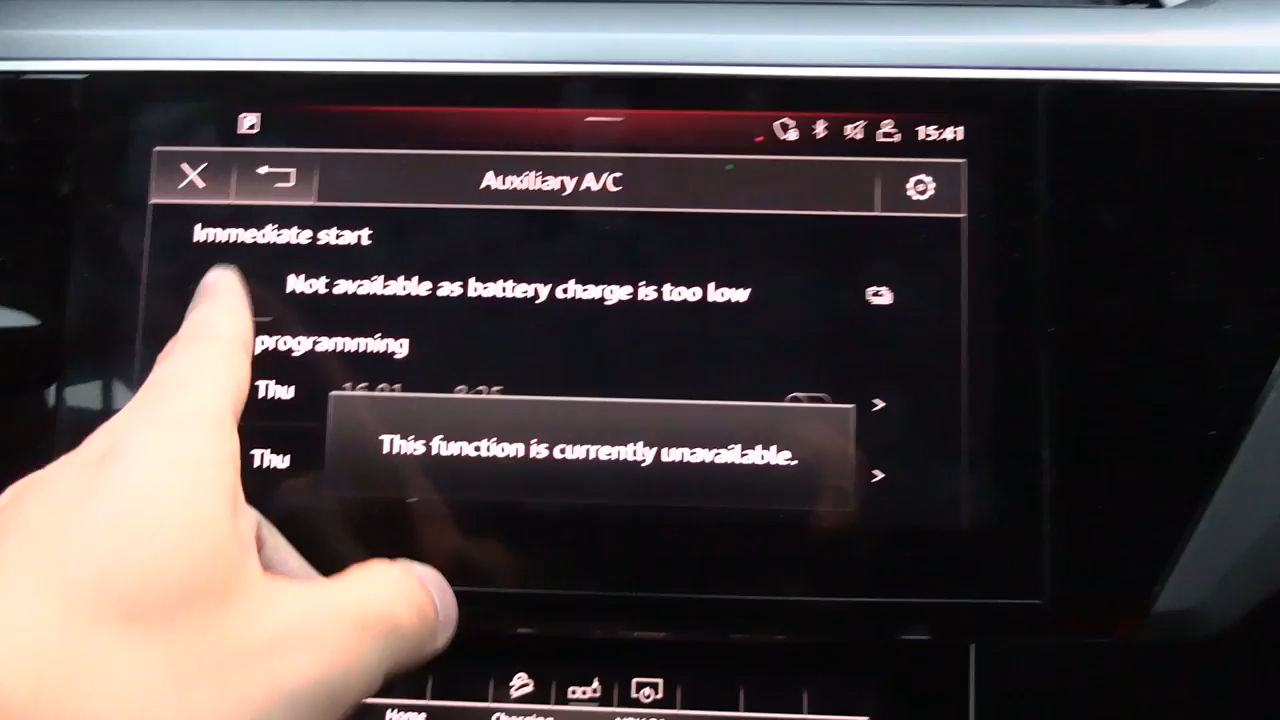 15:41
Auxiliary A/C
Immediate start
Not available as battery charge is too low
programming
Thu
This function is currently unavailable.
Thu
Home